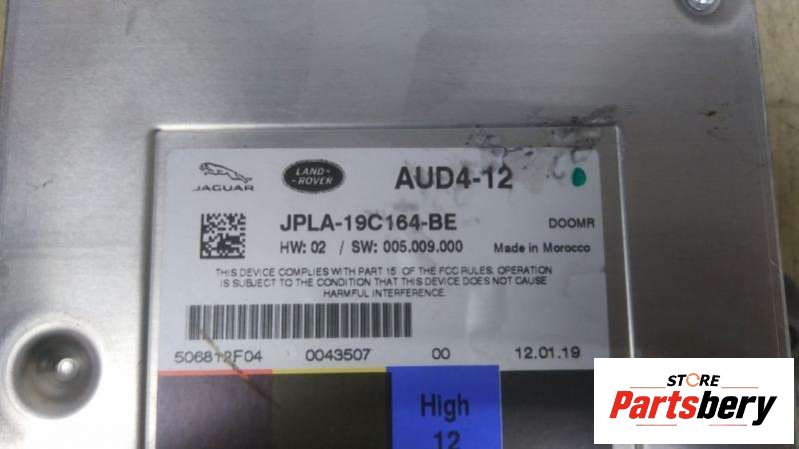 JAGUAR
LAND-
-ROVER
AUD4-12
JPLA-19C164-BE
DOOMR
HW: 02 / SW: 005.009.000
Made in Morocco
THIS DEVICE COMPLIES WITH PART 15 OF THE FCC RULES. OPERATION
IS SUBJECT TO THE CONDITION THAT THIS DEVICE DOES NOT CAUSE
HARMFUL INTERFERENCE.
506812F04 0043507 00 12.01.19
High
12
STORE
Partsbery